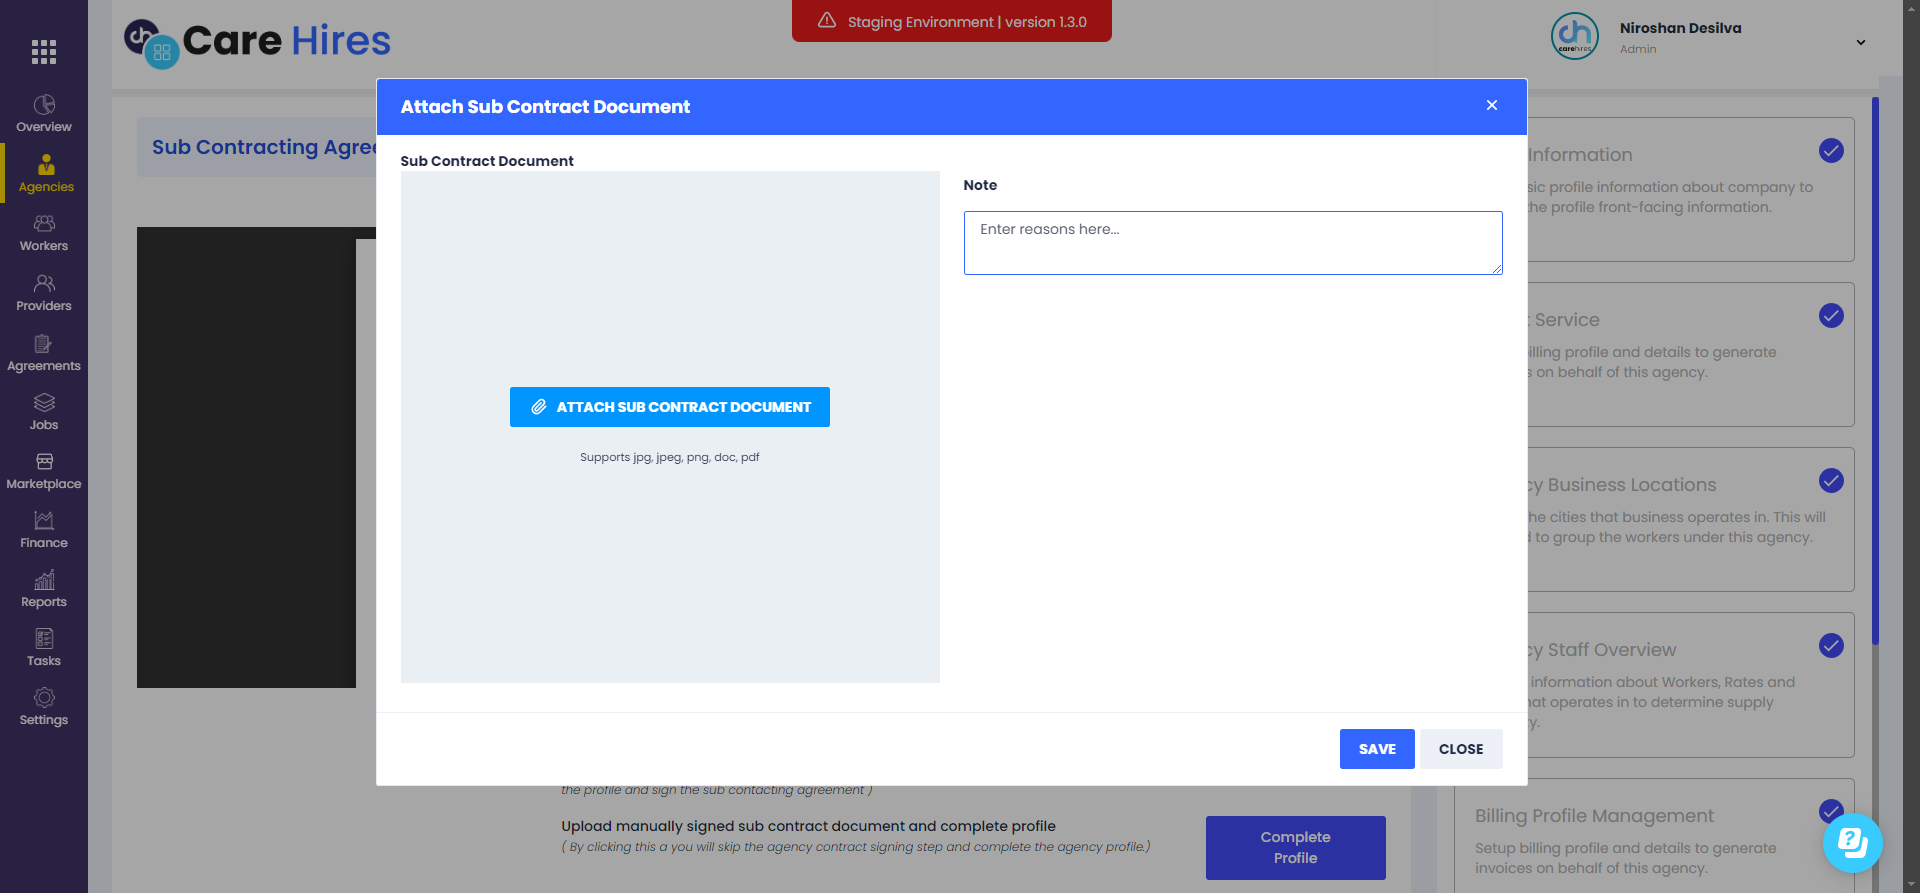 Care Hires
Staging Environment | version 1.3.0
Niroshan Desilva
Admin
Overview
Agencies
Workers
Providers
Agreements
Jobs
Marketplace
Finance
Reports
Tasks
Settings
Sub Contracting Agre
Attach Sub Contract Document
Sub Contract Document
ATTACH SUB CONTRACT DOCUMENT
Supports jpg, jpeg, png, doc, pdf
Note
Enter reasons here...
SAVE
CLOSE
the profile and sign the sub contacting agreement )
Upload manually signed sub contract document and complete profile
( By clicking this a you will skip the agency contract signing step and complete the agency profile.)
Complete
Profile
Information
sic profile information about company to
he profile front-facing information.
Service
illing profile and details to generate
s on behalf of this agency.
cy Business Locations
he cities that business operates in. This will
d to group the workers under this agency.
cy Staff Overview
information about Workers, Rates and
hat operates in to determine supply
y.
Billing Profile Management
Setup billing profile and details to generate
invoices on behalf of this agency.